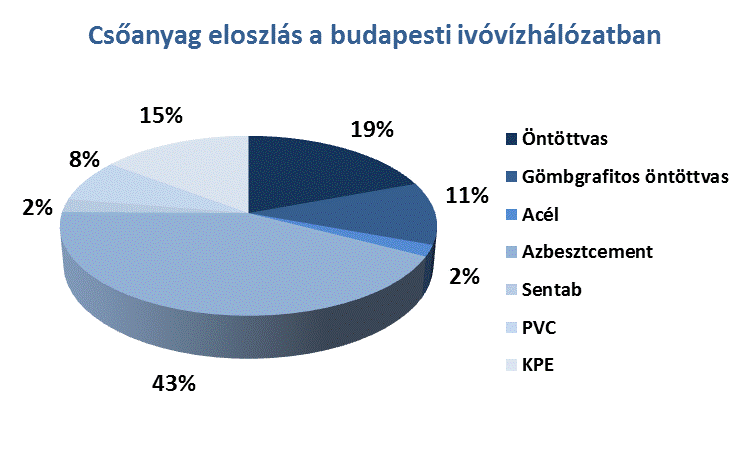 Csőanyag eloszlás a budapesti ivóvízhálózatban
15%
19%
8%
11%
2%
2%
43%
Öntöttvas
Gömbgrafitos öntöttvas
Acél
Azbesztcement
Sentab
PVC
KPE